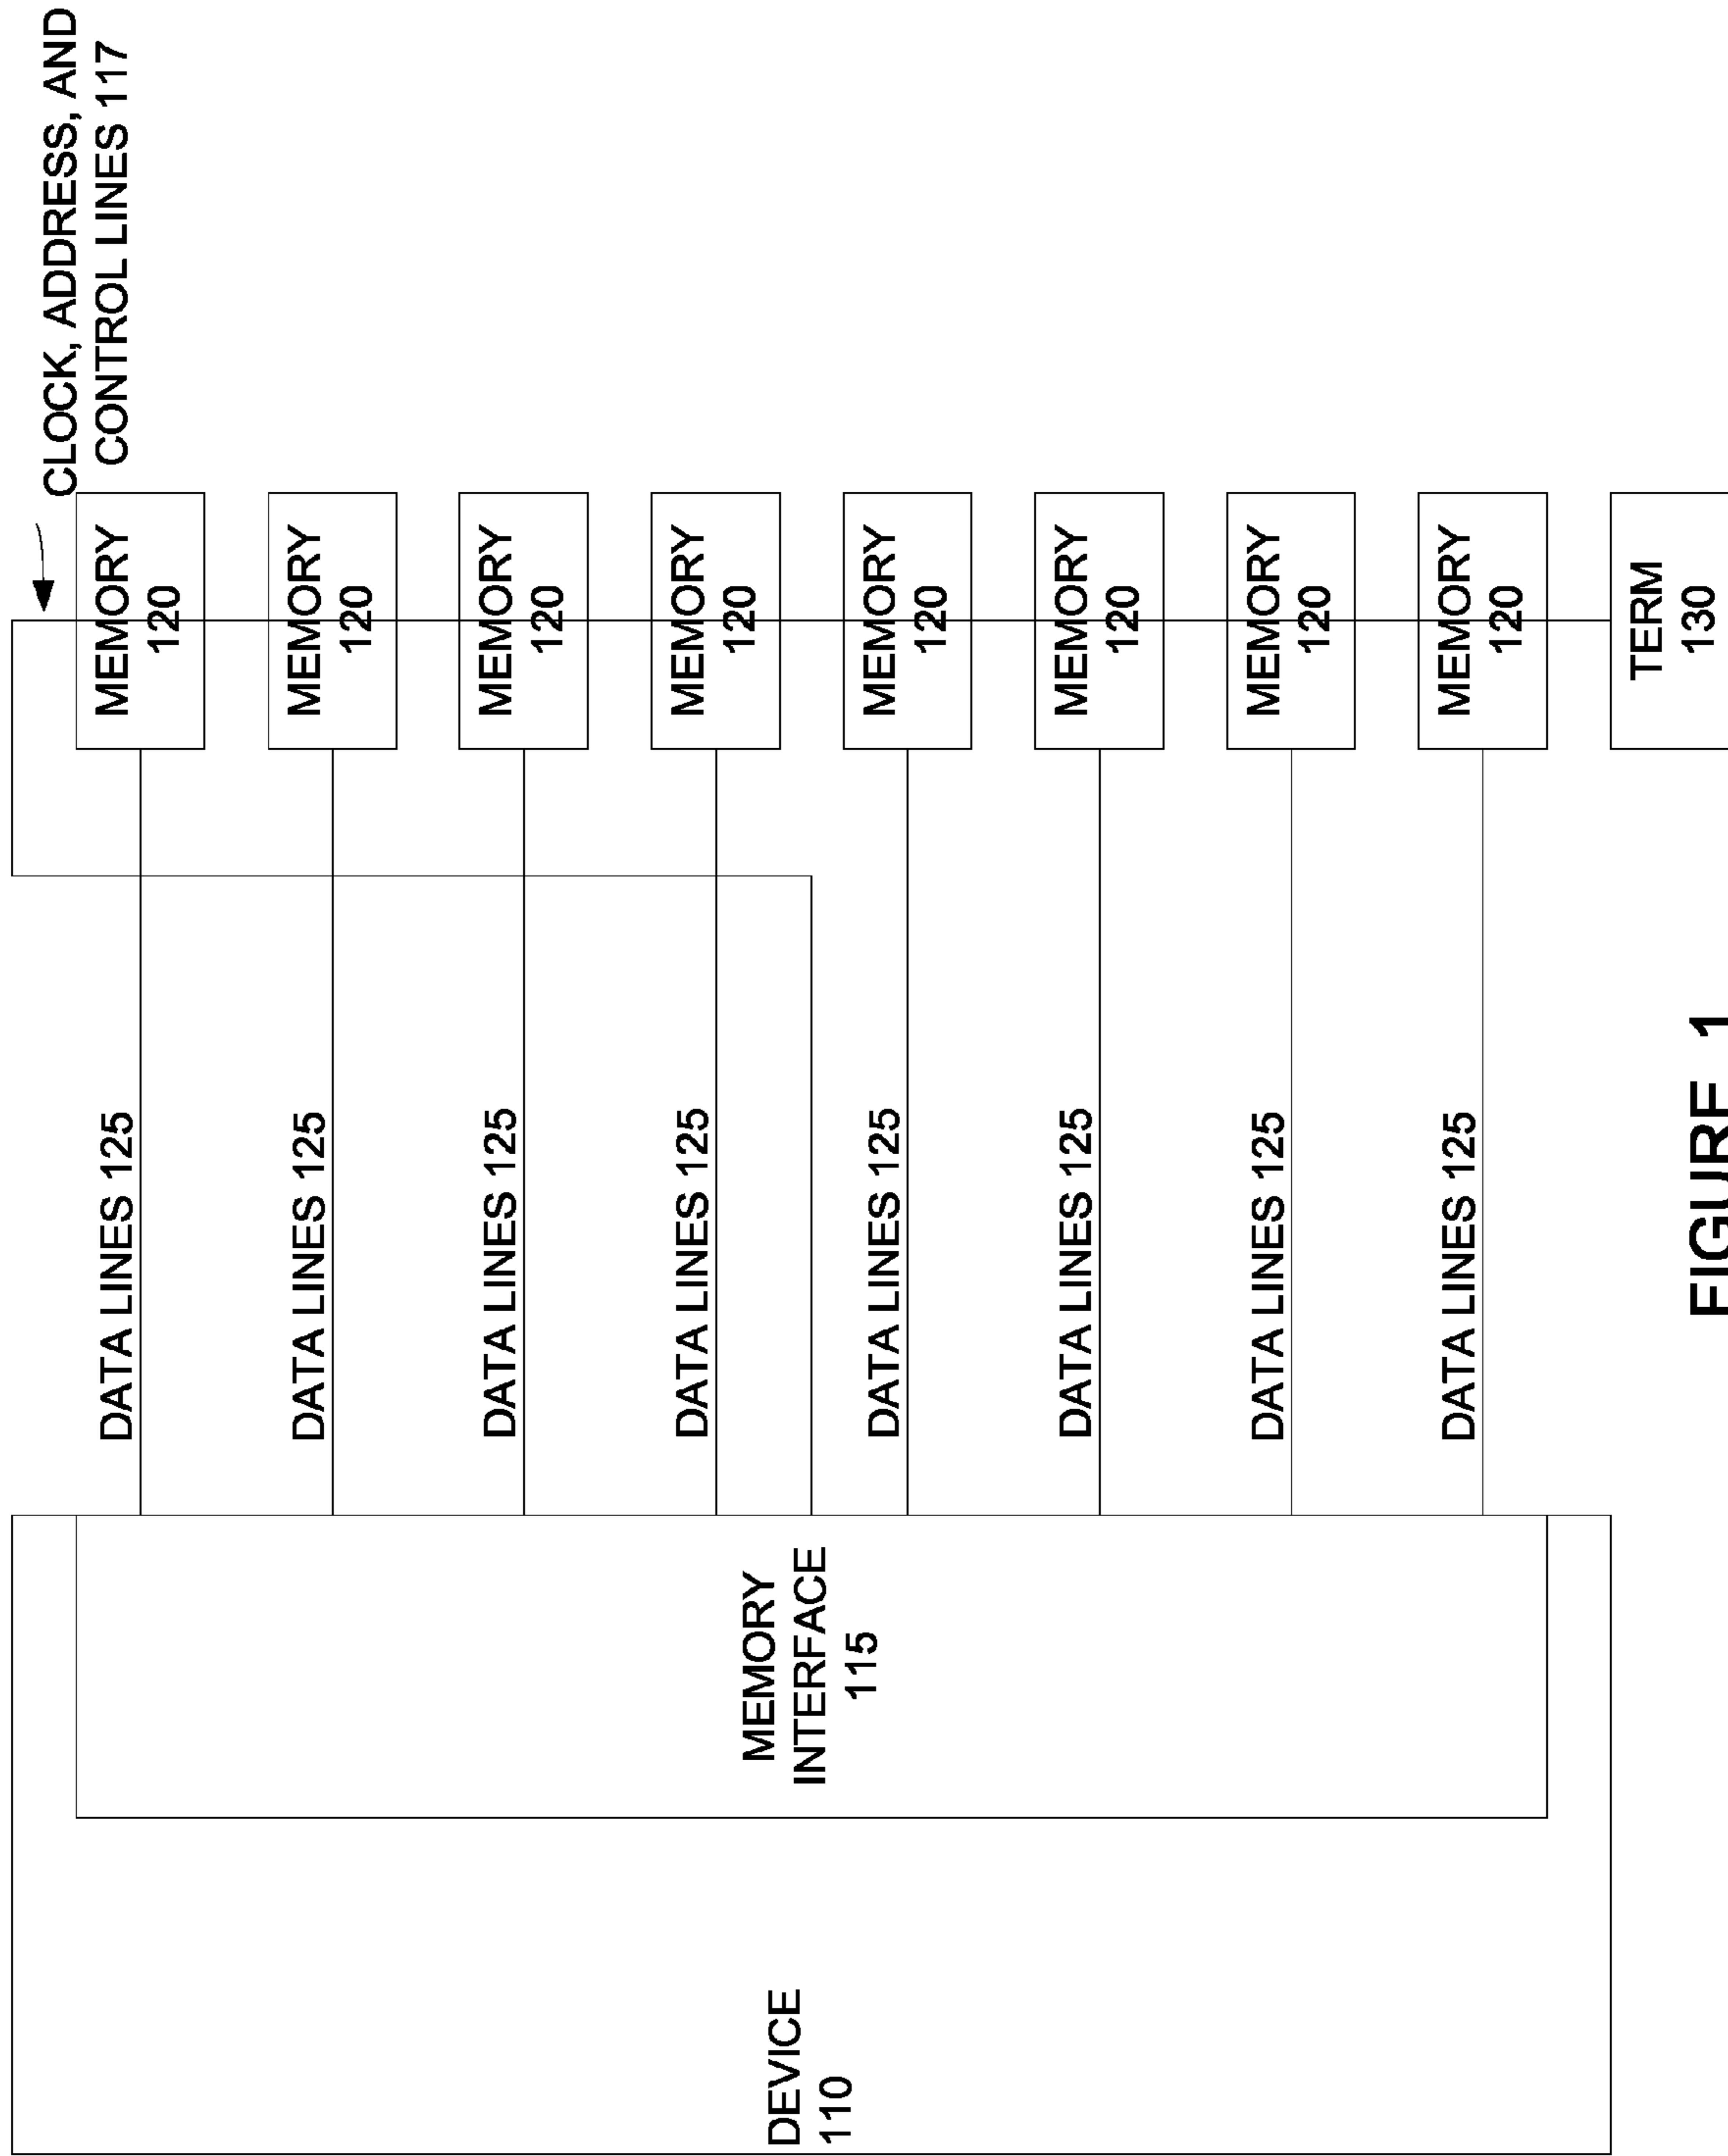 CLOCK, ADDRESS, AND
CONTROL LINES 117
MEMORY
120
MEMORY
120
MEMORY
120
MEMORY
120
MEMORY
120
MEMORY
120
MEMORY
120
MEMORY
120
TERM
130
DATA LINES 125
DATA LINES 125
DATA LINES 125
DATA LINES 125
DATA LINES 125
DATA LINES 125
DATA LINES 125
DATA LINES 125
MEMORY
INTERFACE
115
DEVICE
110
FIGURE 1